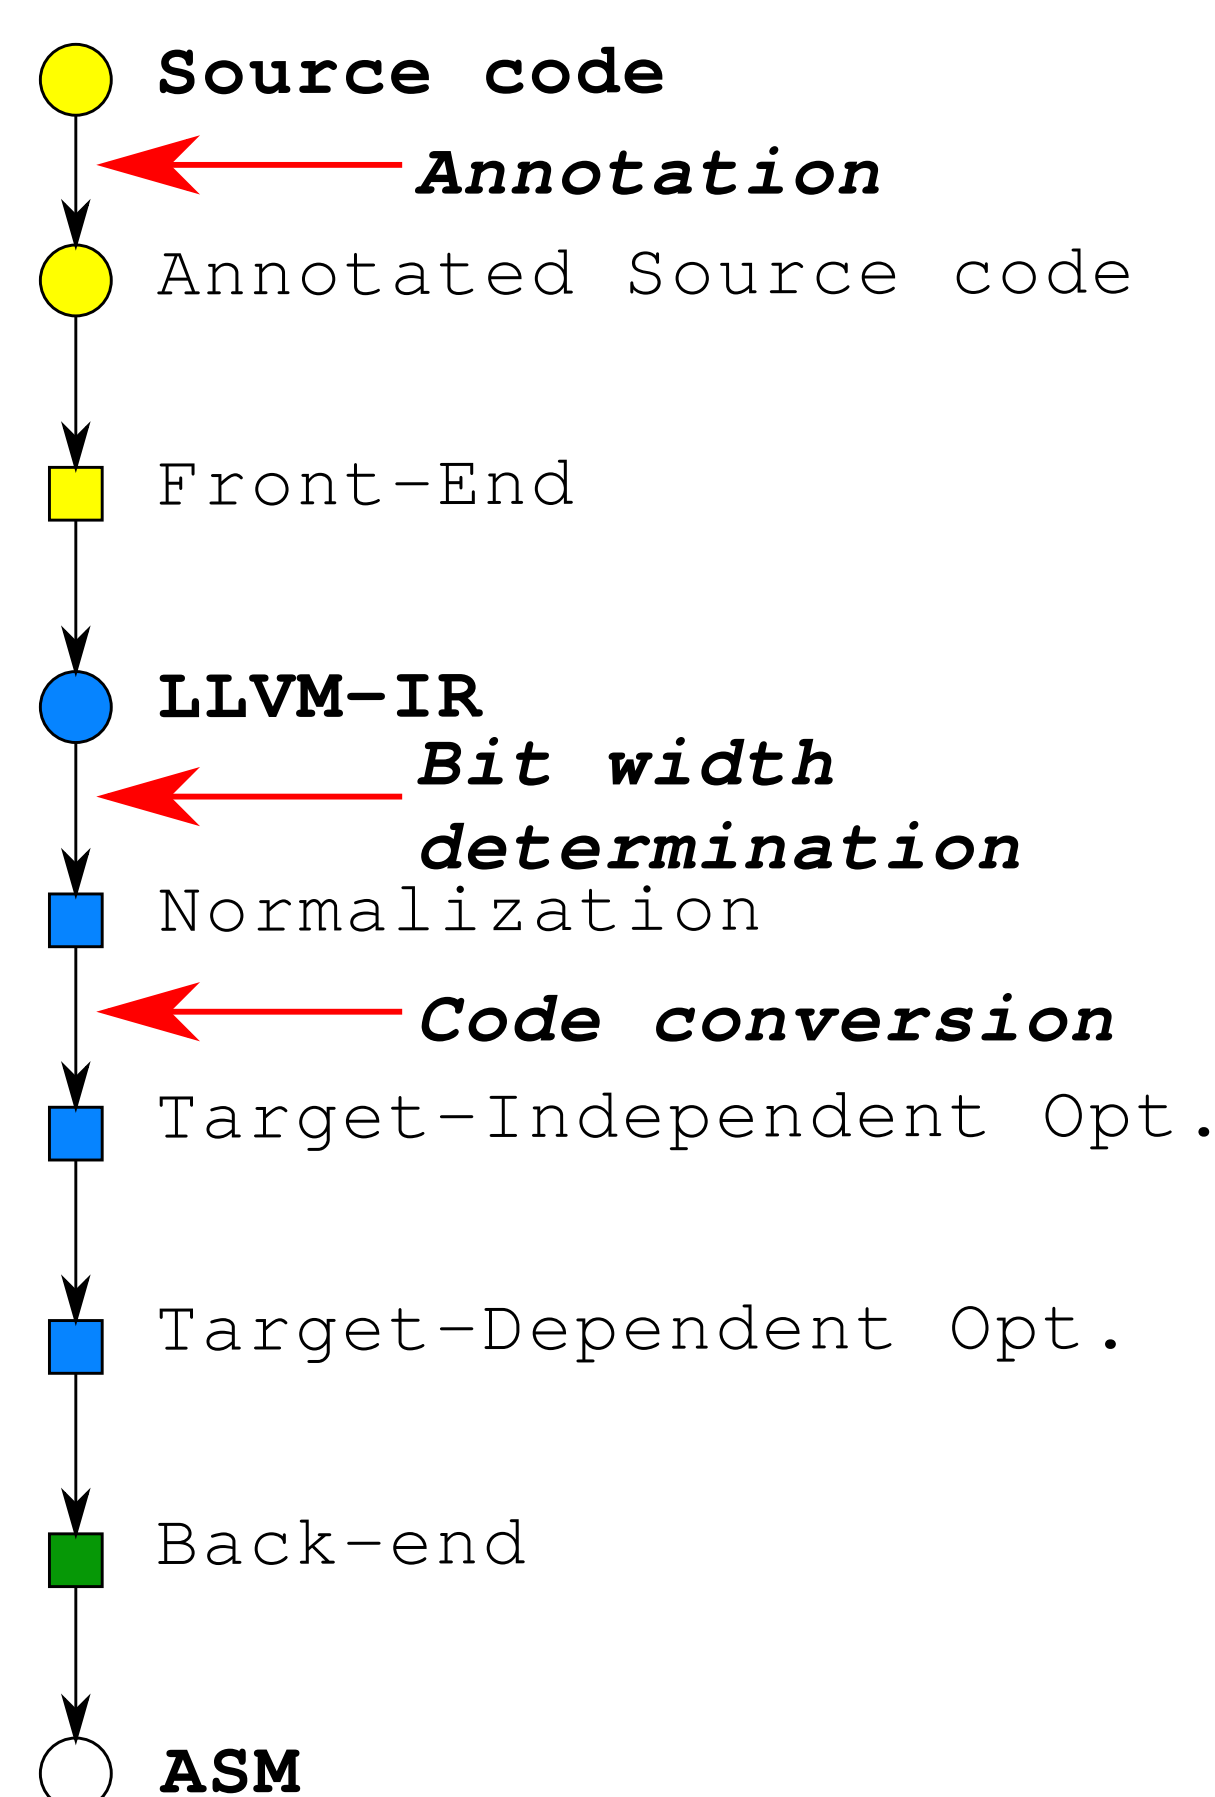 Source code
Annotation
Annotated Source code
Front-End
LLVM-IR
Bit width
determination
Normalization
Code conversion
Target-Independent Opt.
Target-Dependent Opt.
Back-end
ASM